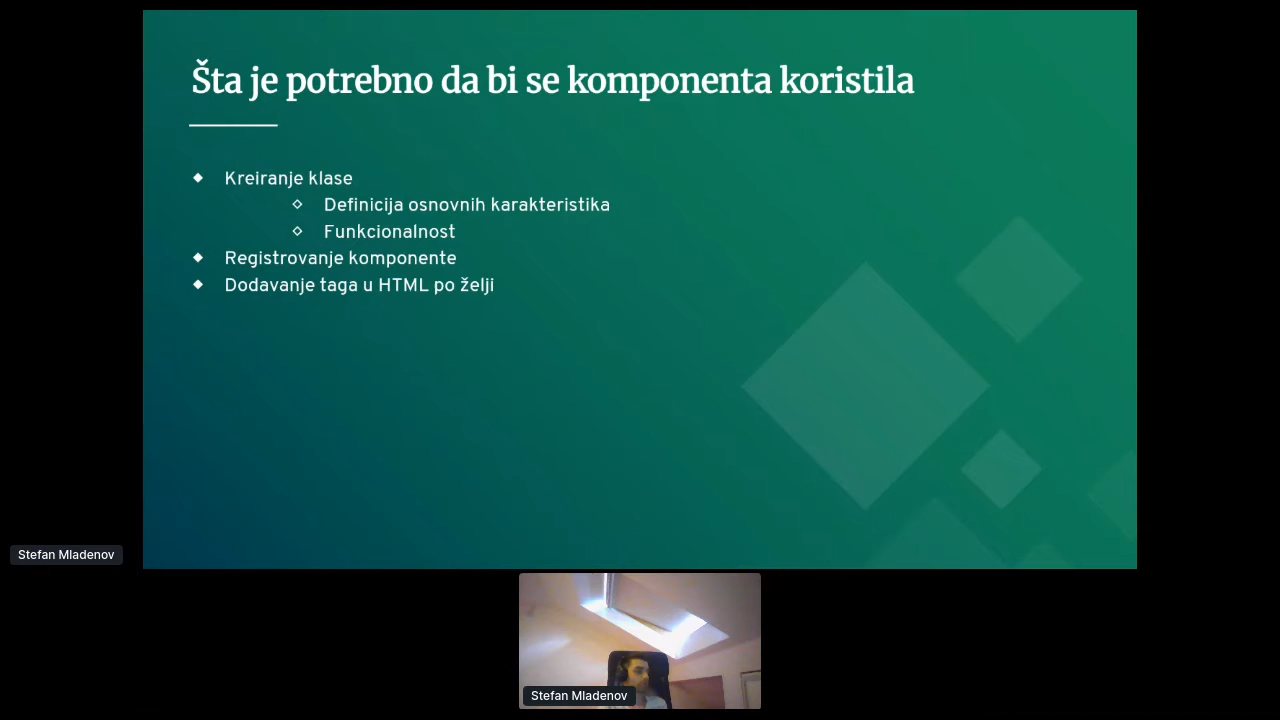 Šta je potrebno da bi se komponenta koristila
Kreiranje klase
Definicija osnovnih karakteristika
Funkcionalnost
Registrovanje komponente
Dodavanje taga u HTML po želji
Stefan Mladenov
Stefan Mladenov